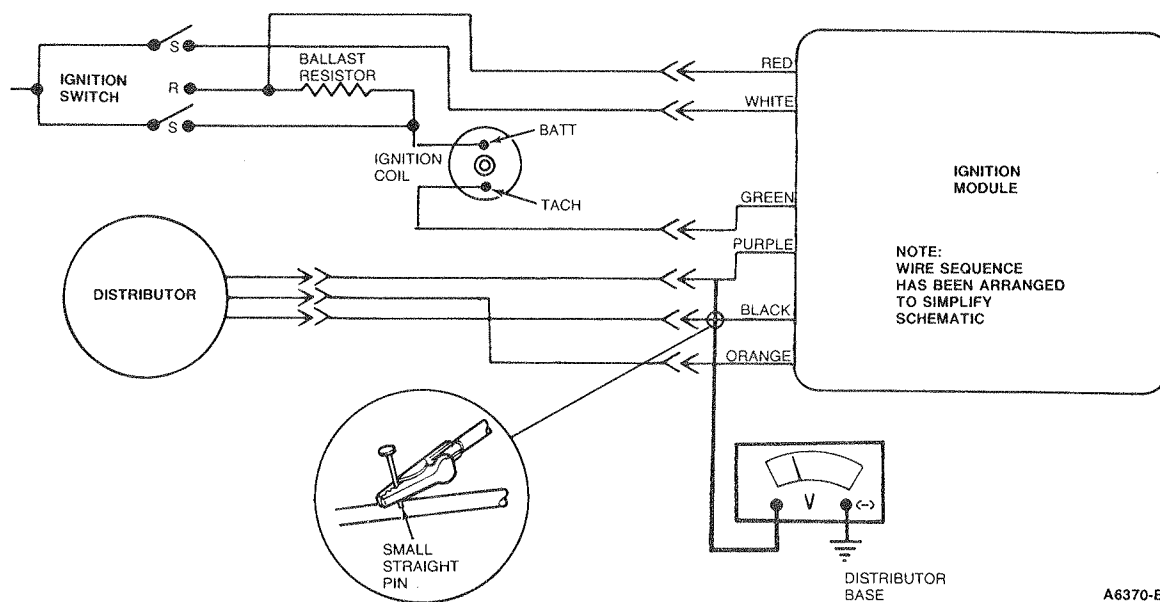 S
IGNITION
SWITCH
R
S
BALLAST
RESISTOR
BATT
IGNITION
COIL
TACH
RED
WHITE
GREEN
PURPLE
BLACK
ORANGE
IGNITION
MODULE
NOTE:
WIRE SEQUENCE
HAS BEEN ARRANGED
TO SIMPLIFY
SCHEMATIC
DISTRIBUTOR
SMALL
STRAIGHT
PIN
V
(-)
DISTRIBUTOR
BASE
A6370-E